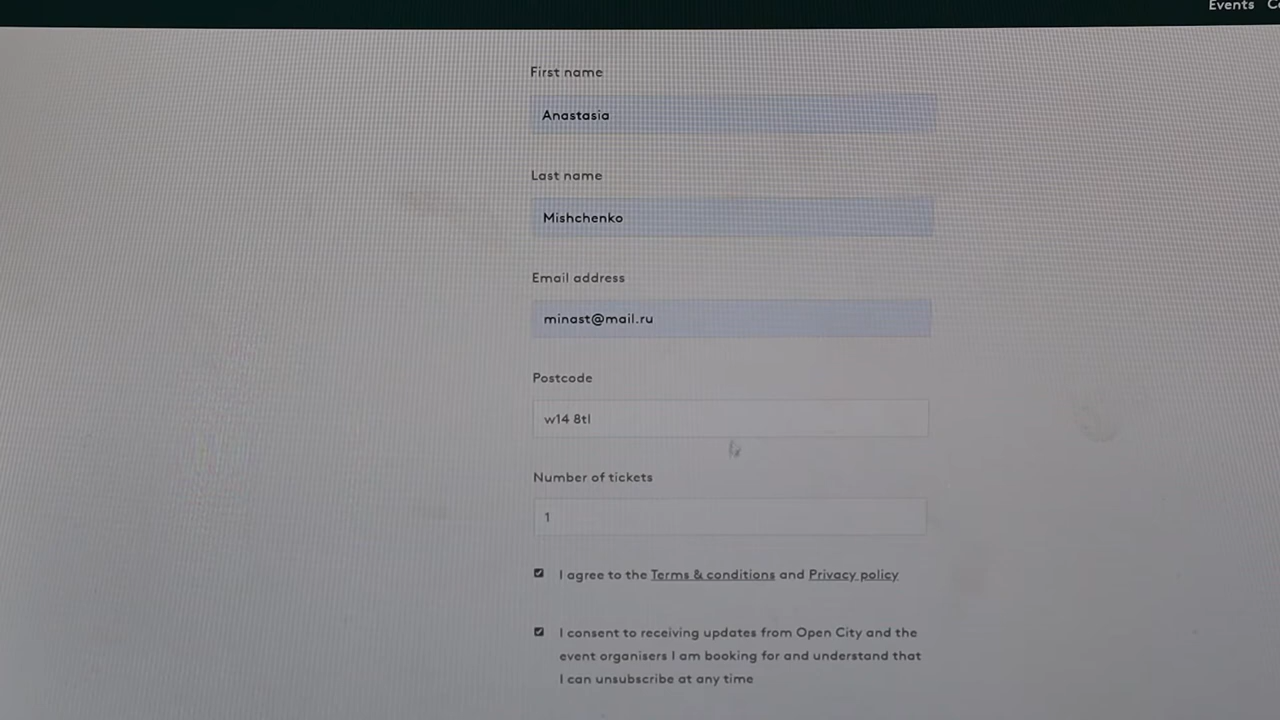 Events
First name
Anastasia
Last name
Mishchenko
Email address
minast@mail.ru
Postcode
w14 8tl
Number of tickets
1
I agree to the Terms & conditions and Privacy policy
I consent to receiving updates from Open City and the
event organisers I am booking for and understand that
I can unsubscribe at any time